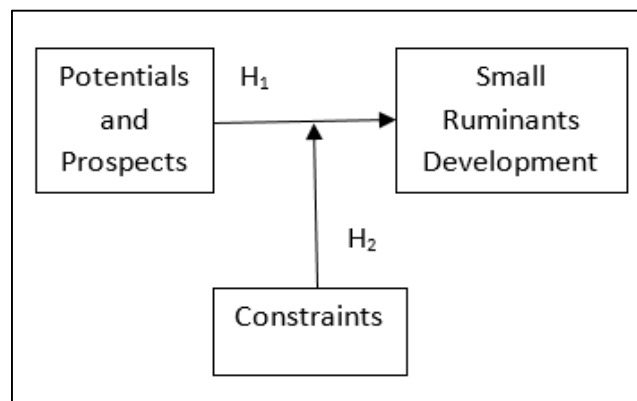 Potentials
and
Prospects
H₁
Small
Ruminants
Development
H₂
Constraints